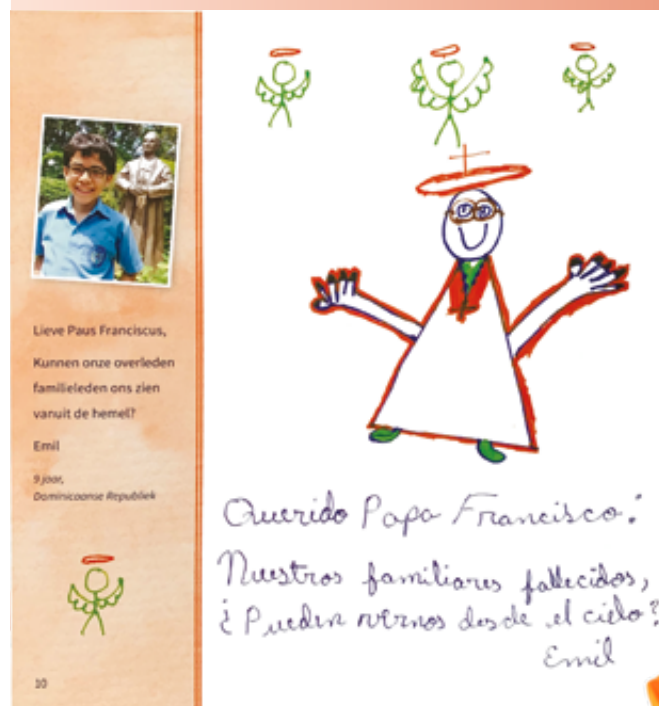 Lieve Paus Franciscus,
Kunnen onze overleden
familieleden ons zien
vanuit de hemel?
Emil
9 jaar,
Dominicaanse Republiek
10
Querido Papa Francisco:
Nuestros familiares fallecidos,
¿Pueden vernos desde el cielo?
Emil